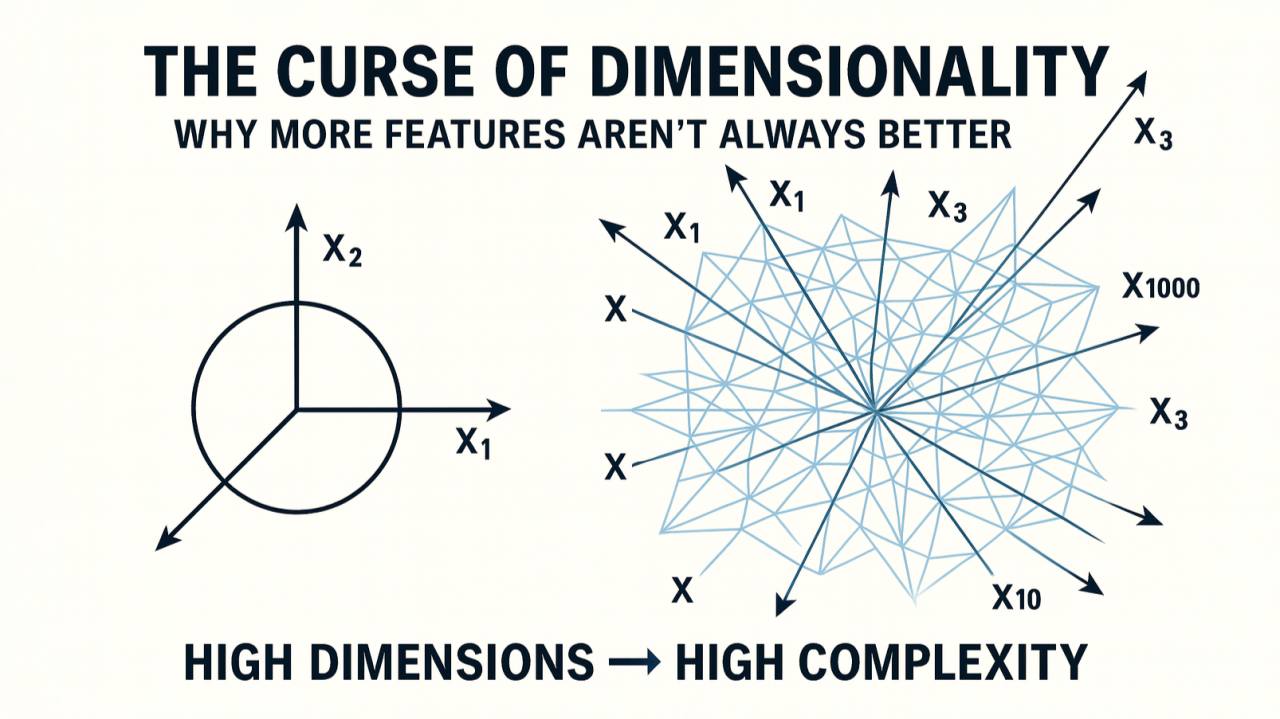 THE CURSE OF DIMENSIONALITY
WHY MORE FEATURES AREN'T ALWAYS BETTER
X2
X1
X3
X1
X1
X3
X
X1000
X3
X
X
X10
HIGH DIMENSIONS → HIGH COMPLEXITY